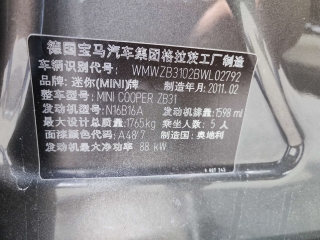 德国宝马汽车集团格拉茨工厂制造
车辆识别代号: WMWZB3102BWL02792
品牌: 迷你(MINI)牌 制造年月: 2011.02
整车型号: MINI COOPER ZB31
发动机型号: N16B16A 发动机排量: 1598 ml
最大设计总质量: 1765kg 乘坐人数: 5 人
面漆颜色代码: A48 7 制造国: 奥地利
发动机最大净功率: 88 kW